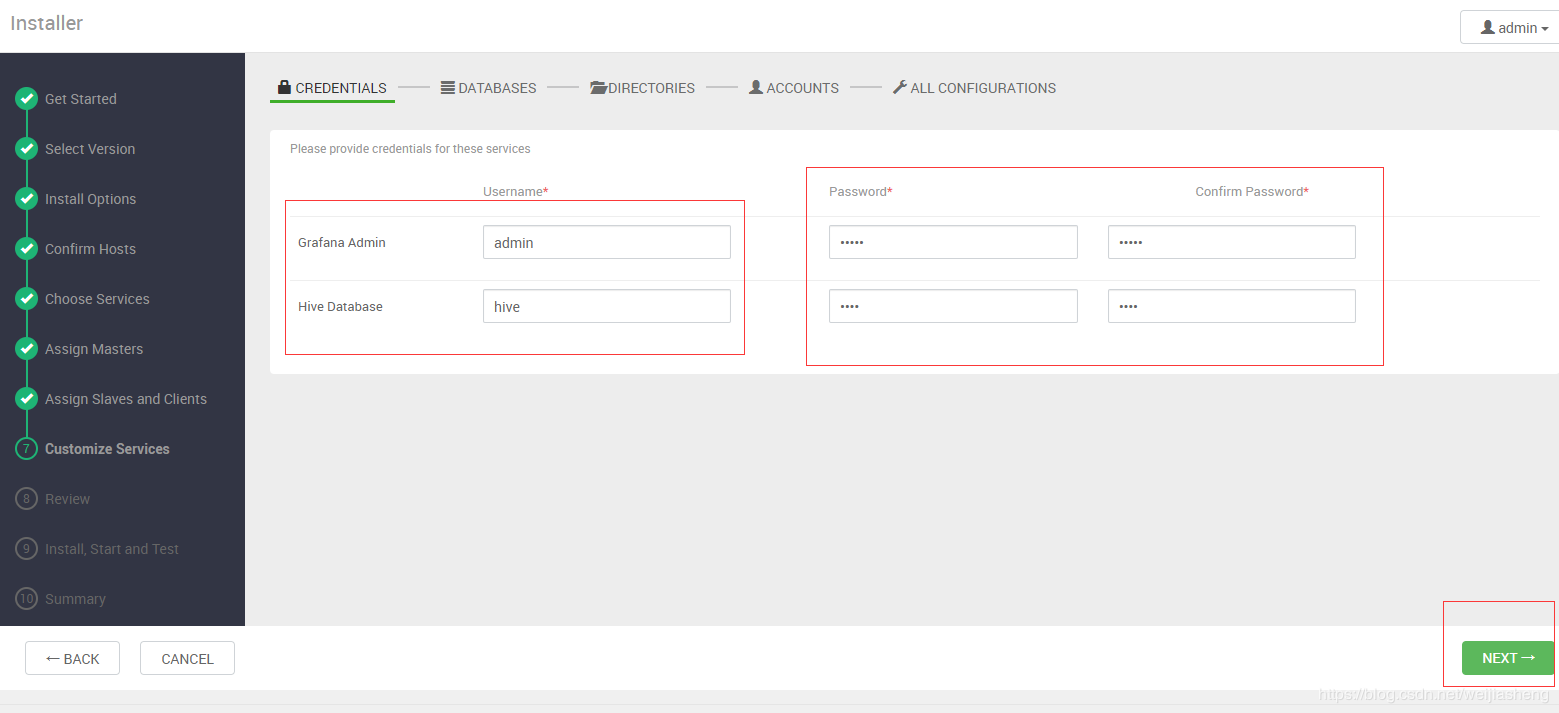 Installer
admin
Get Started
Select Version
Install Options
Confirm Hosts
Choose Services
Assign Masters
Assign Slaves and Clients
7 Customize Services
8 Review
9 Install, Start and Test
10 Summary
CREDENTIALS DATABASES DIRECTORIES ACCOUNTS ALL CONFIGURATIONS
Please provide credentials for these services
Username* Password* Confirm Password*
Grafana Admin admin ••••• •••••
Hive Database hive •••• ••••
← BACK CANCEL NEXT →
https://blog.csdn.net/weijiasheng